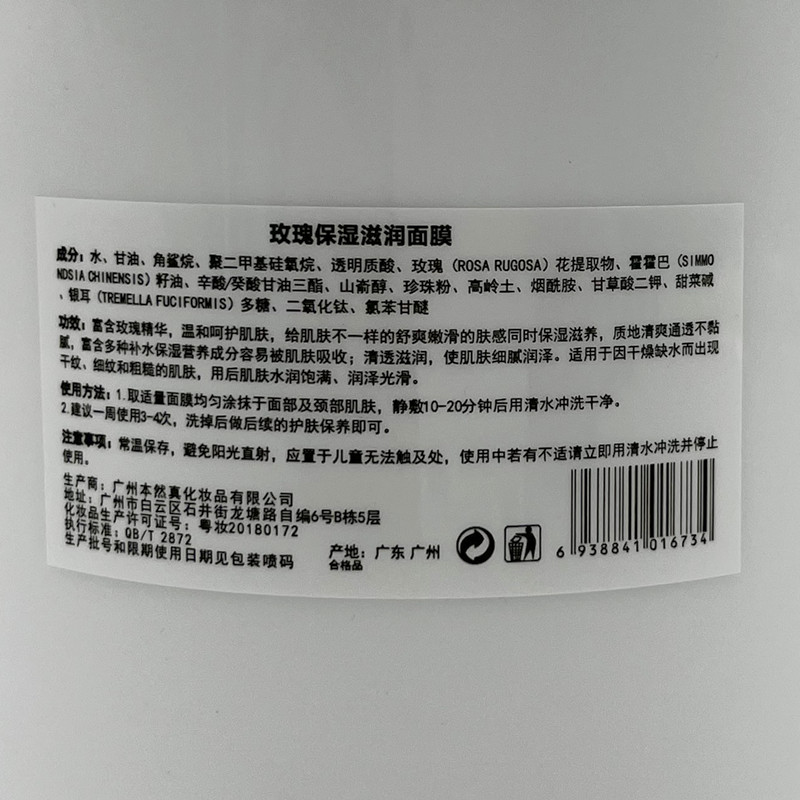 玫瑰保湿滋润面膜
成分：水、甘油、角鲨烷、聚二甲基硅氧烷、透明质酸、玫瑰（ROSA RUGOSA）花提取物、霍霍巴（SIMMO
NDSIA CHINENSIS）籽油、辛酸/癸酸甘油三酯、山嵛醇、珍珠粉、高岭土、烟酰胺、甘草酸二钾、甜菜碱
、银耳（TREMELLA FUCIFORMIS）多糖、二氧化钛、氯苯甘醚
功效：富含玫瑰精华，温和呵护肌肤，给肌肤不一样的舒爽嫩滑的肤感同时保湿滋养，质地清爽通透不黏
腻，富含多种补水保湿营养成分容易被肌肤吸收；清透滋润，使肌肤细腻润泽。适用于因干燥缺水而出现
干纹、细纹和粗糙的肌肤，用后肌肤水润饱满、润泽光滑。
使用方法：1.取适量面膜均匀涂抹于面部及颈部肌肤，静敷10-20分钟后用清水冲洗干净。
2.建议一周使用3-4次，洗掉后做后续的护肤保养即可。
注意事项：常温保存，避免阳光直射，应置于儿童无法触及处，使用中若有不适请立即用清水冲洗并停止
使用。
生产商：广州本然真化妆品有限公司
地址：广州市白云区石井街龙塘路自编6号B栋5层
化妆品生产许可证号：粤妆20180172
执行标准：QB/T 2872
生产批号和限期使用日期见包装喷码
产地：广东 广州
合格品
6 938841 016734